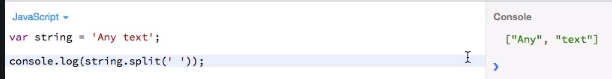 JavaScript
var string = 'Any text';
console.log(string.split(' '));
Console
["Any", "text"]
❯